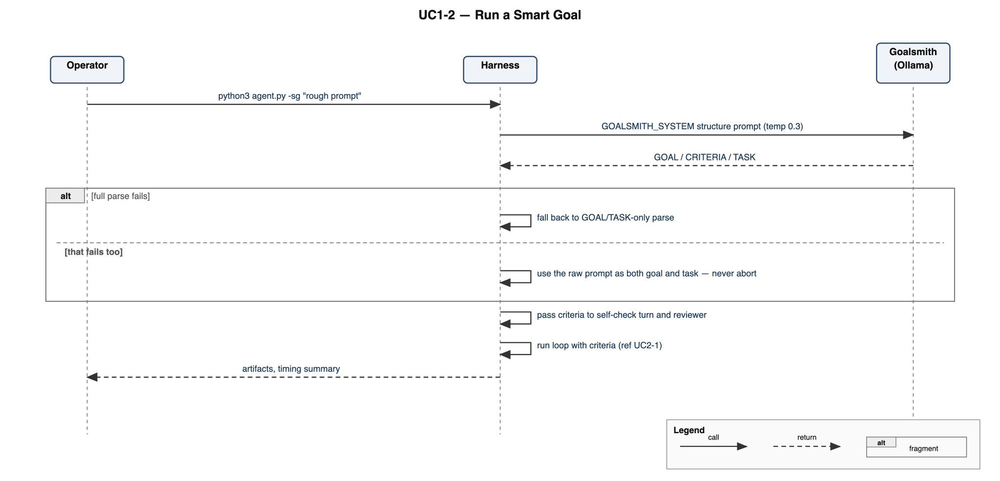 UC1-2 — Run a Smart Goal
Operator
Harness
Goalsmith
(Ollama)
python3 agent.py -sg "rough prompt"
GOALSMITH_SYSTEM structure prompt (temp 0.3)
GOAL / CRITERIA / TASK
alt
[full parse fails]
fall back to GOAL/TASK-only parse
[that fails too]
use the raw prompt as both goal and task — never abort
pass criteria to self-check turn and reviewer
run loop with criteria (ref UC2-1)
artifacts, timing summary
Legend
call
return
alt
fragment